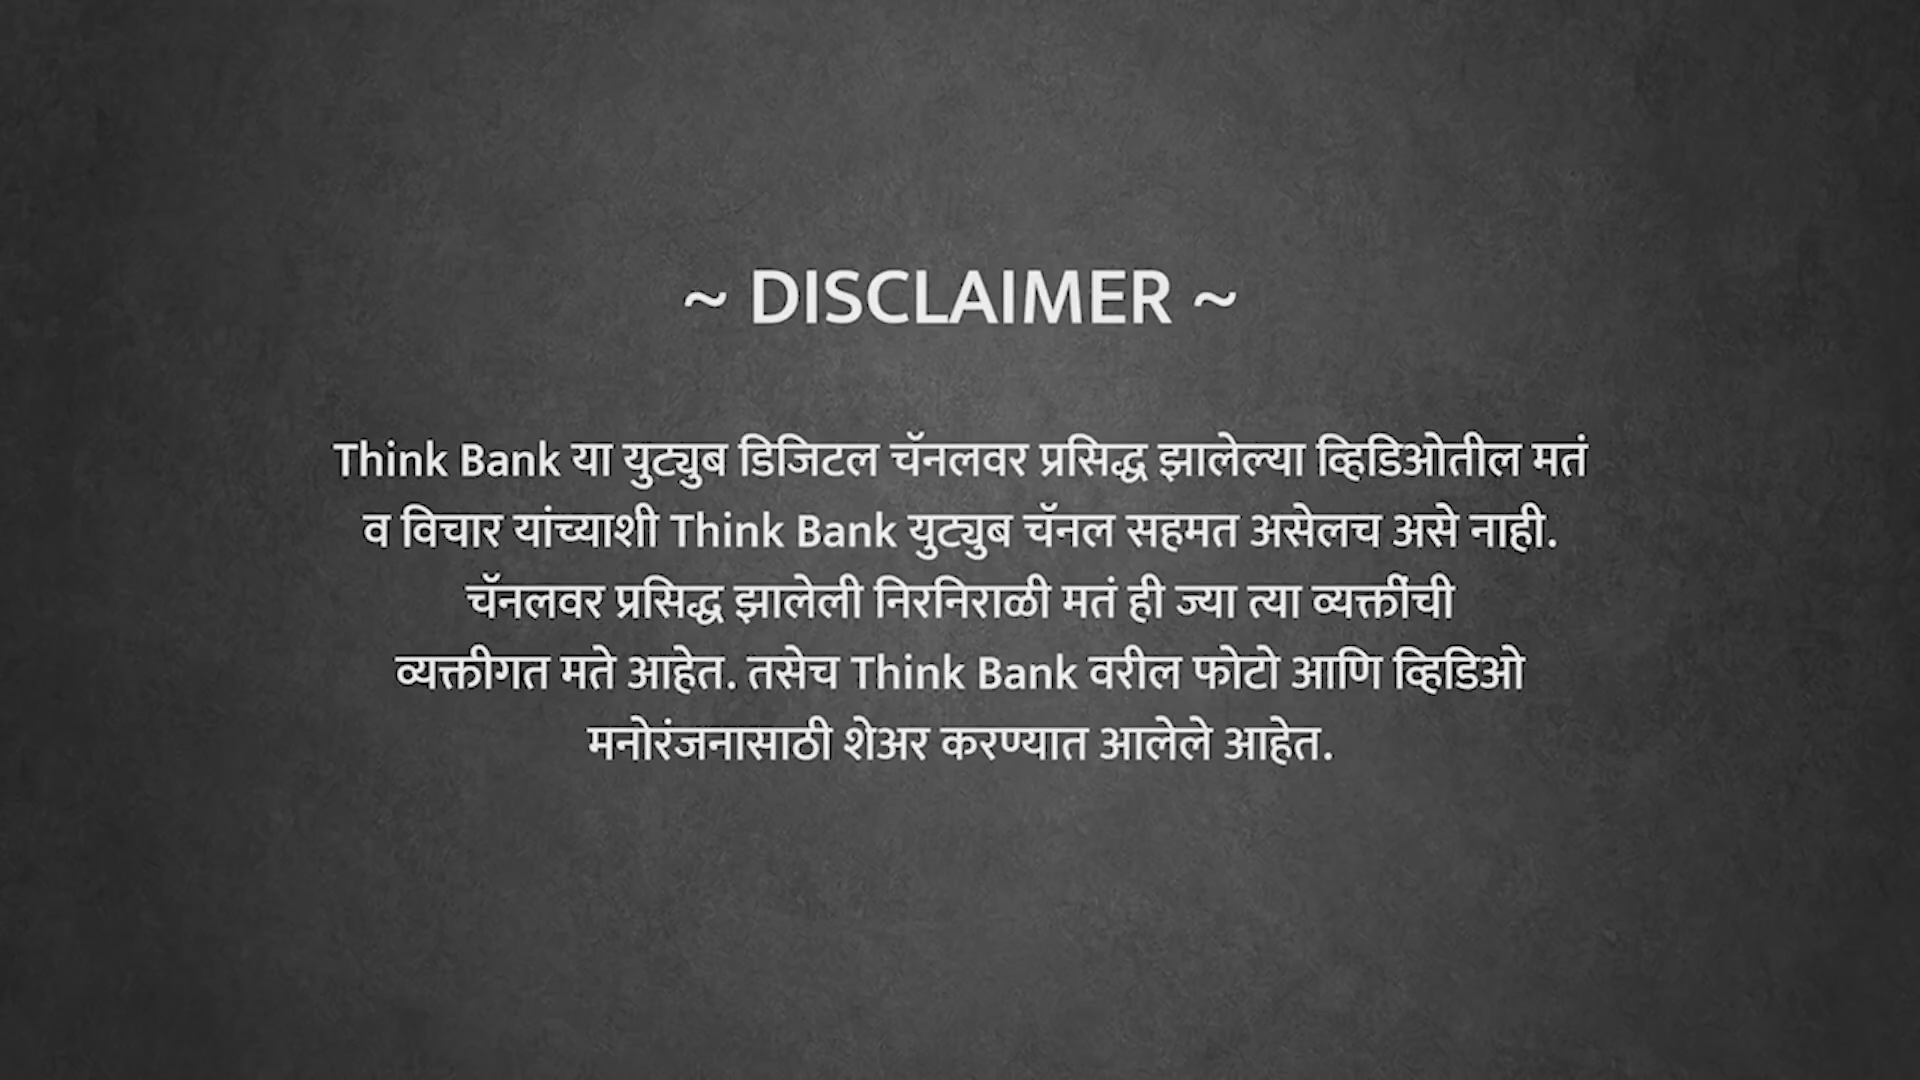 ~ DISCLAIMER ~
Think Bank या युट्युब डिजिटल चॅनलवर प्रसिद्ध झालेल्या व्हिडिओतील मतं
व विचार यांच्याशी Think Bank युट्युब चॅनल सहमत असेलच असे नाही.
चॅनलवर प्रसिद्ध झालेली निरनिराळी मतं ही ज्या त्या व्यक्तींची
व्यक्तीगत मते आहेत. तसेच Think Bank वरील फोटो आणि व्हिडिओ
मनोरंजनासाठी शेअर करण्यात आलेले आहेत.